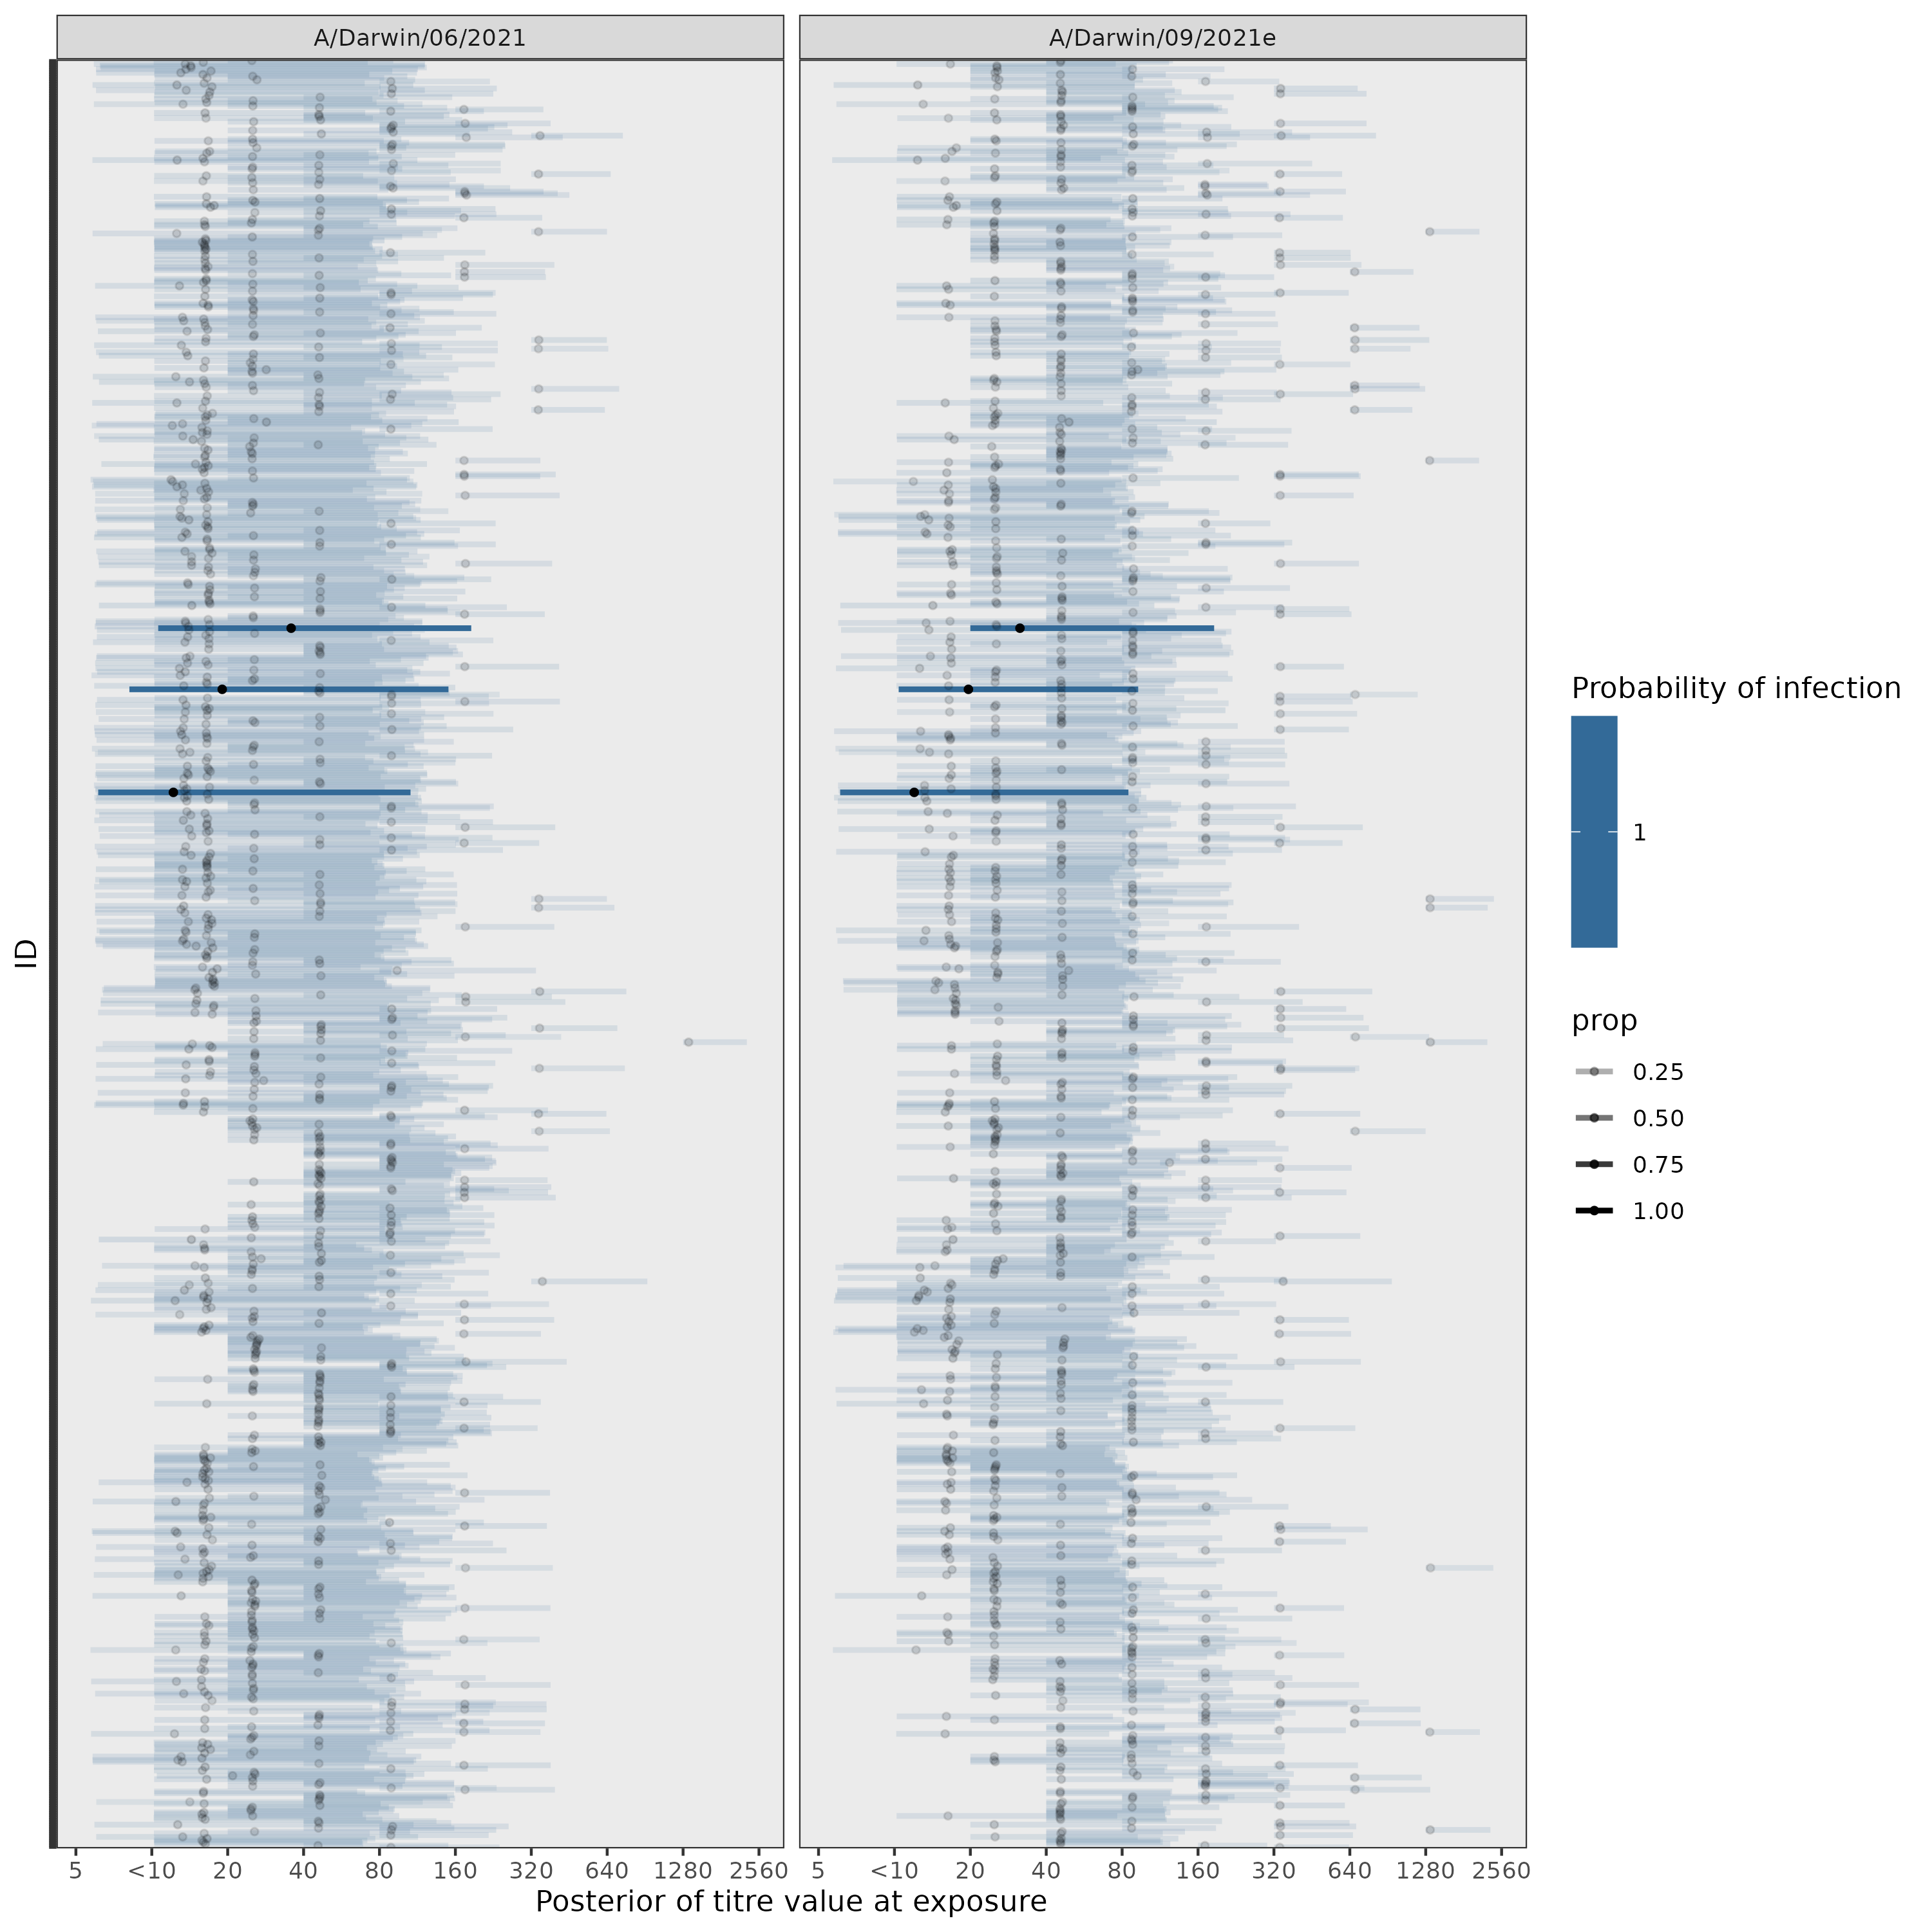 A/Darwin/06/2021
A/Darwin/09/2021e
ID
5 <10 20 40 80 160 320 640 1280 2560
5 <10 20 40 80 160 320 640 1280 2560
Posterior of titre value at exposure
Probability of infection
1
prop
0.25
0.50
0.75
1.00